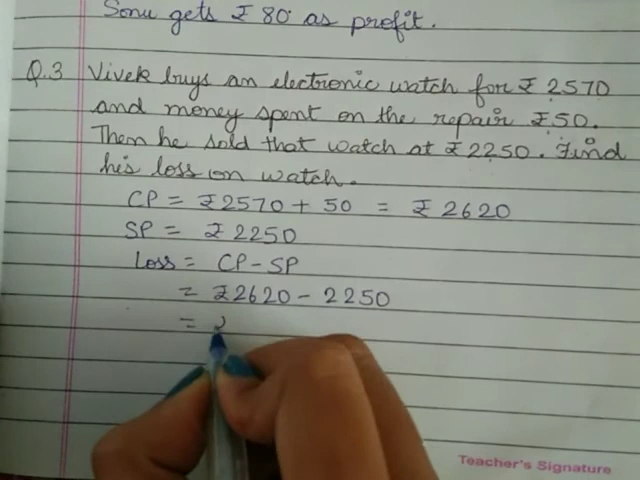 Sonu gets ₹ 80 as profit.
Q.3 Vivek buys an electronic watch for ₹ 2570
and money spent on the repair ₹50.
Then he sold that watch at ₹2250. Find
his loss on watch.
CP = ₹2570 + 50 = ₹ 2620
SP = ₹ 2250
Loss = CP - SP
= ₹2620 - 2250
=
Teacher's Signature